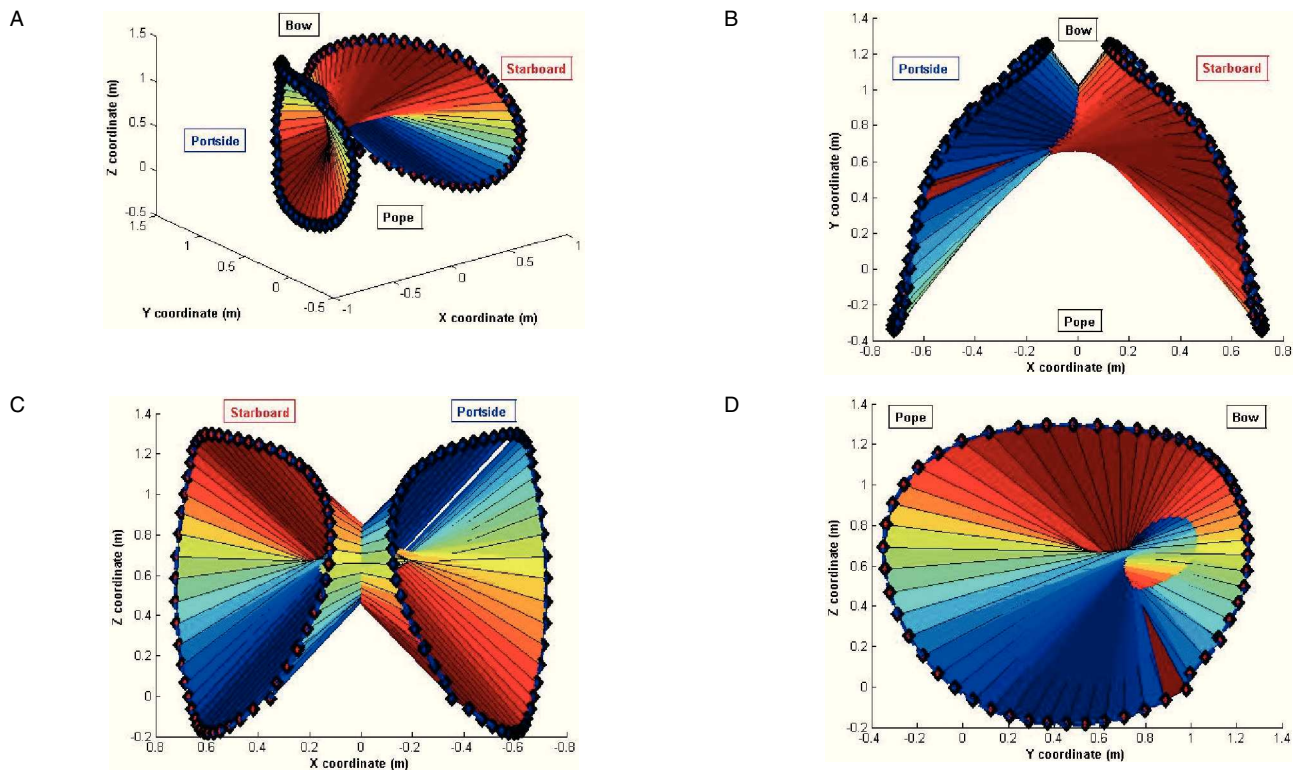 A
Bow
Starboard
Portside
Pope
Z coordinate (m)
1.5
1
0.5
0
-0.5
1.5
1
0.5
0
-0.5
Y coordinate (m)
-1
-0.5
0
0.5
1
X coordinate (m)
B
Bow
Portside
Starboard
Pope
Y coordinate (m)
1.4
1.2
1
0.8
0.6
0.4
0.2
0
-0.2
-0.4
-0.8 -0.6 -0.4 -0.2 0 0.2 0.4 0.6 0.8
X coordinate (m)
C
Starboard
Portside
Z coordinate (m)
1.4
1.2
1
0.8
0.6
0.4
0.2
0
-0.2
0.8 0.6 0.4 0.2 0 -0.2 -0.4 -0.6 -0.8
X coordinate (m)
D
Pope
Bow
Z coordinate (m)
1.4
1.2
1
0.8
0.6
0.4
0.2
0
-0.2
-0.4 -0.2 0 0.2 0.4 0.6 0.8 1 1.2 1.4
Y coordinate (m)